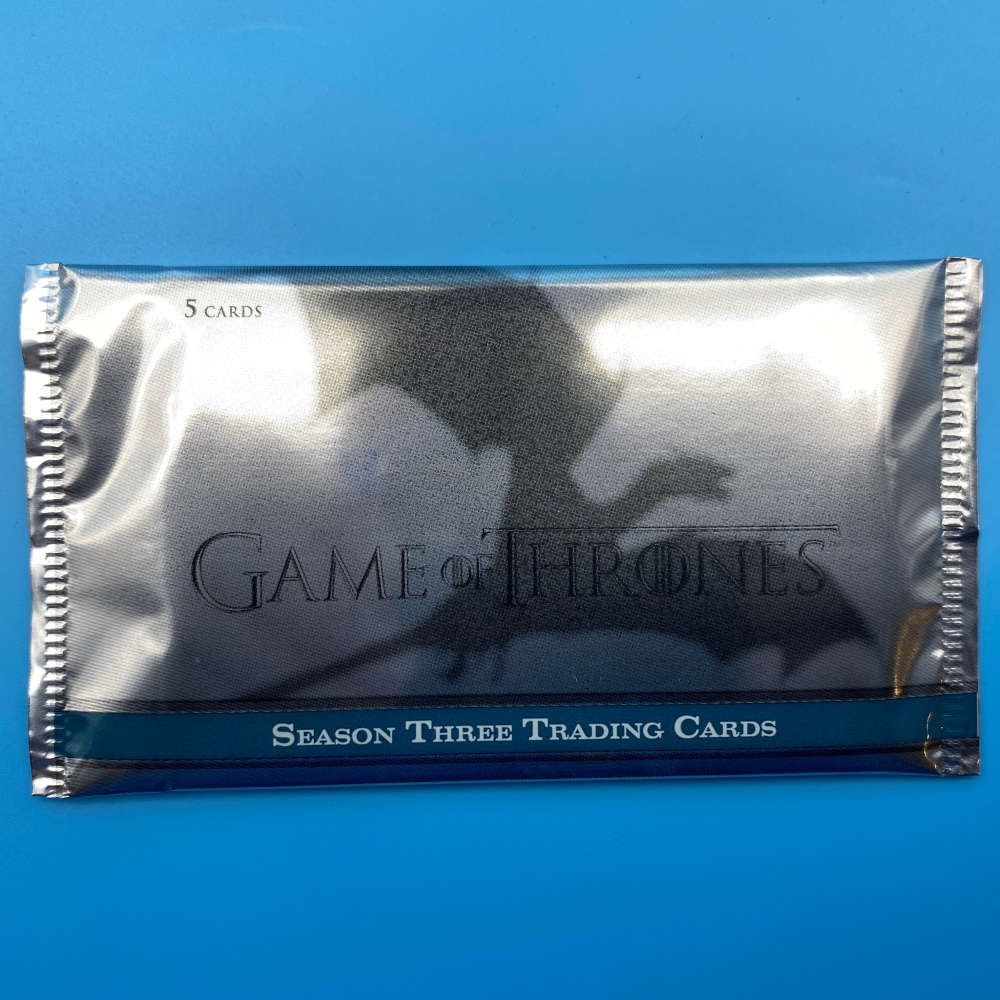 5 CARDS
GAME OF THRONES
SEASON THREE TRADING CARDS